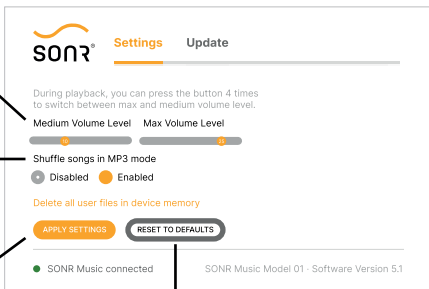 SONR®
Settings Update
During playback, you can press the button 4 times
to switch between max and medium volume level.
Medium Volume Level Max Volume Level
Shuffle songs in MP3 mode
Disabled Enabled
Delete all user files in device memory
APPLY SETTINGS RESET TO DEFAULTS
SONR Music connected SONR Music Model 01 - Software Version 5.1